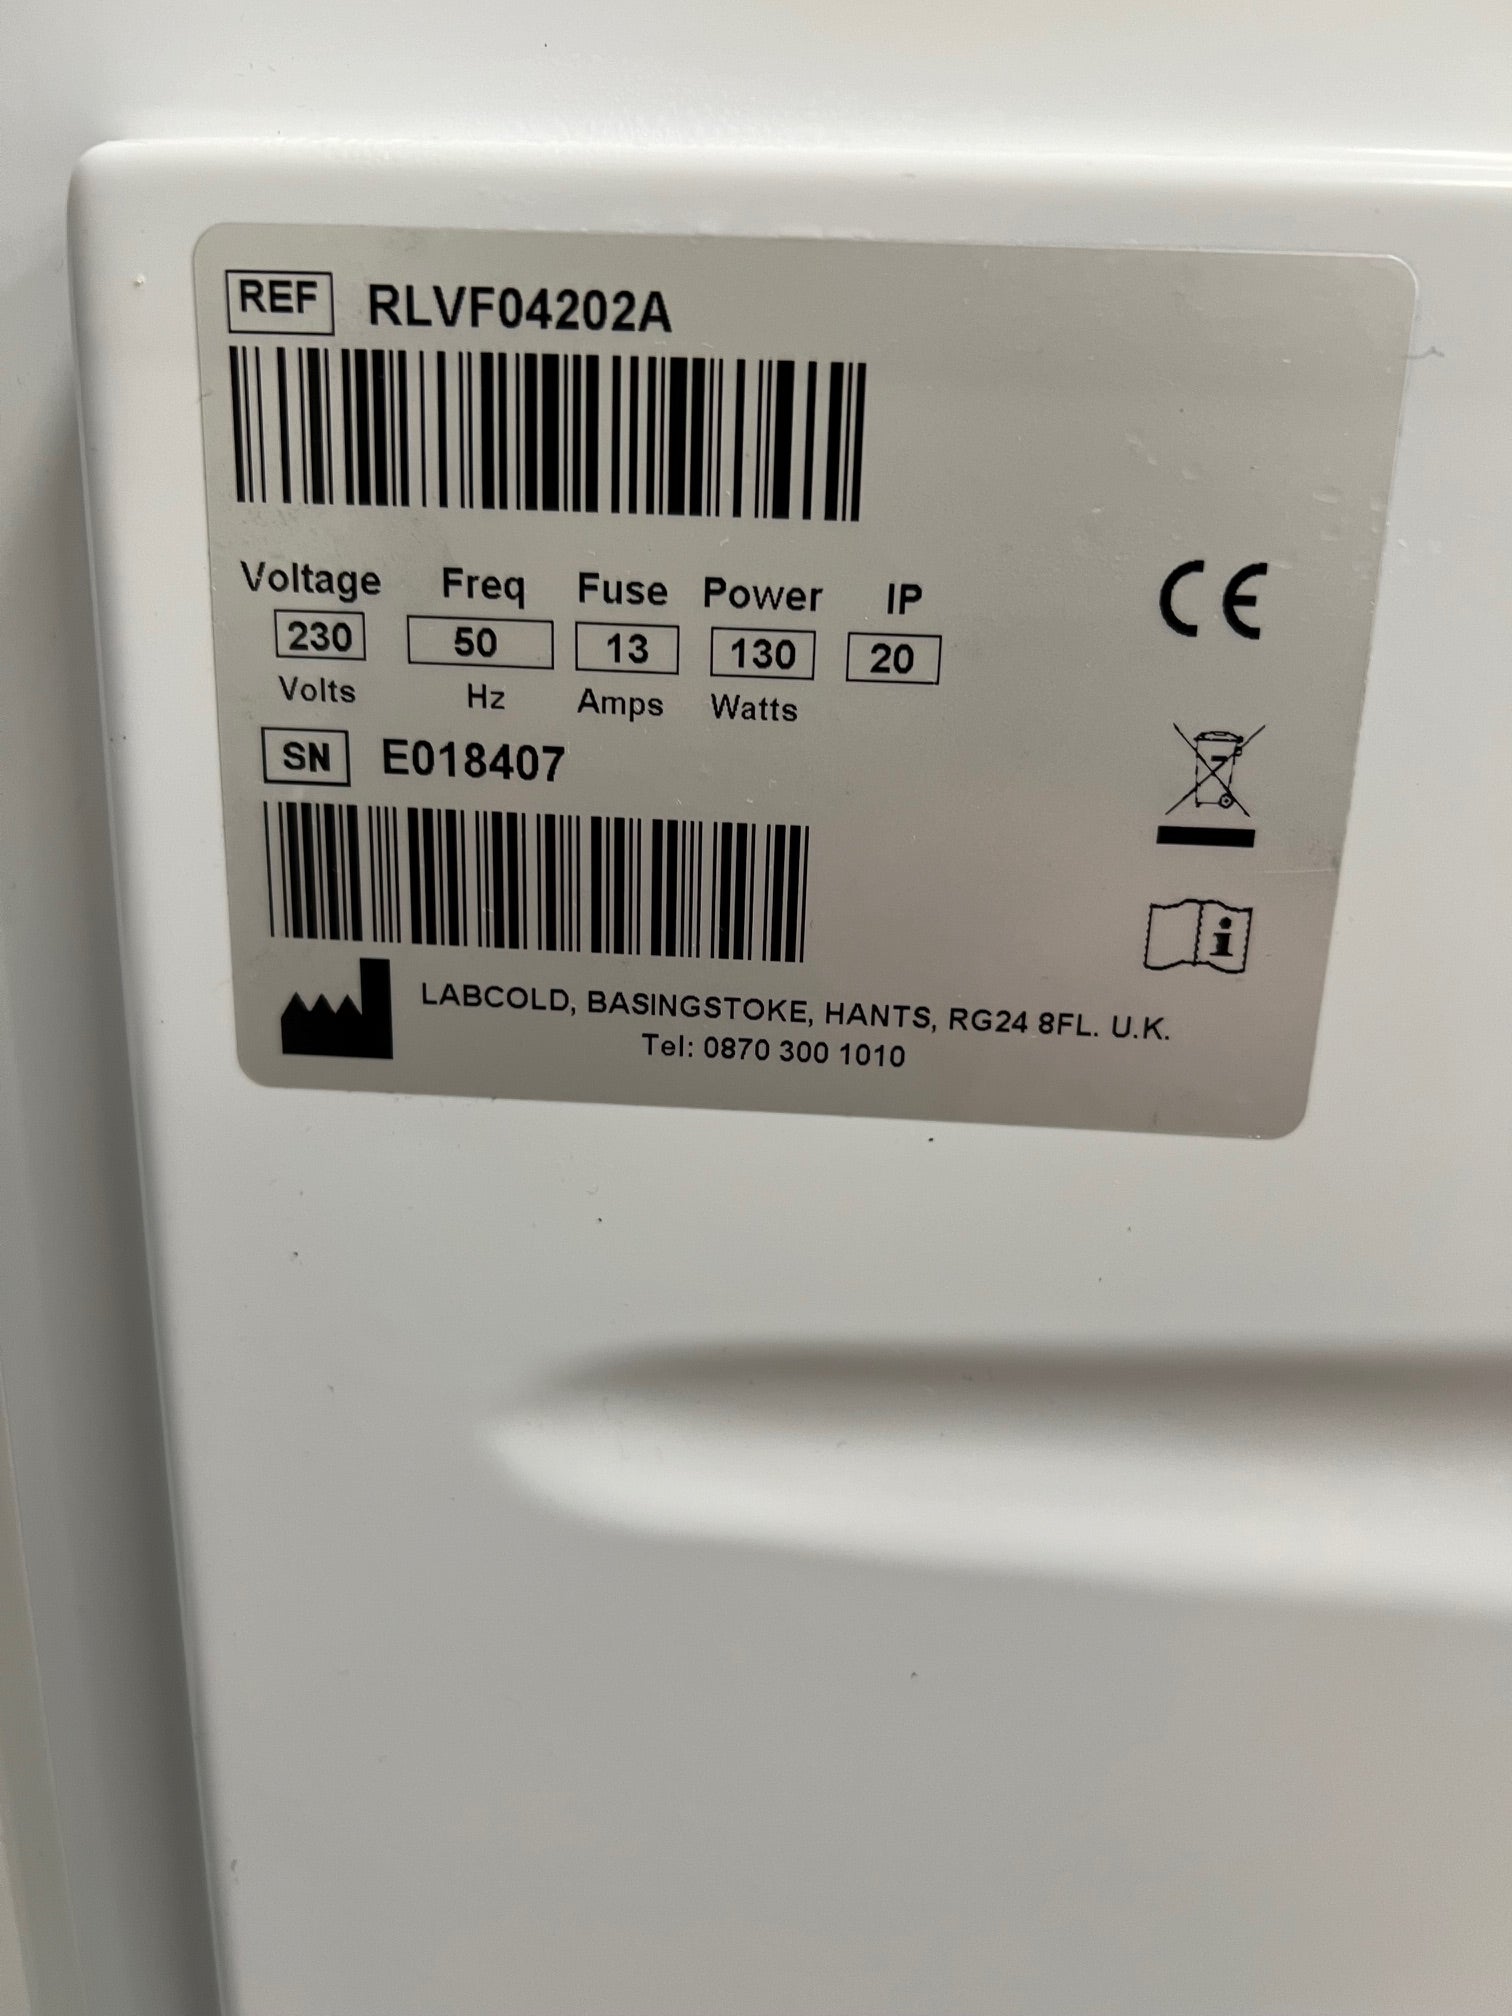 REF RLVF04202A
Voltage Freq Fuse Power IP
230 50 13 130 20
Volts Hz Amps Watts
CE
SN E018407
i
LABCOLD, BASINGSTOKE, HANTS, RG24 8FL. U.K.
Tel: 0870 300 1010